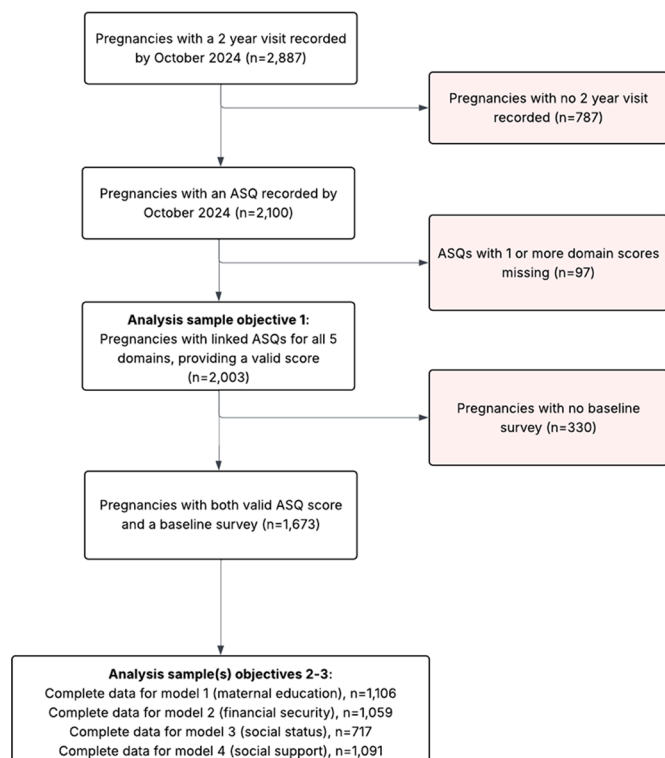 Pregnancies with a 2 year visit recorded
by October 2024 (n=2,887)
Pregnancies with no 2 year visit
recorded (n=787)
Pregnancies with an ASQ recorded by
October 2024 (n=2,100)
ASQs with 1 or more domain scores
missing (n=97)
Analysis sample objective 1:
Pregnancies with linked ASQs for all 5
domains, providing a valid score
(n=2,003)
Pregnancies with no baseline
survey (n=330)
Pregnancies with both valid ASQ score
and a baseline survey (n=1,673)
Analysis sample(s) objectives 2-3:
Complete data for model 1 (maternal education), n=1,106
Complete data for model 2 (financial security), n=1,059
Complete data for model 3 (social status), n=717
Complete data for model 4 (social support), n=1,091